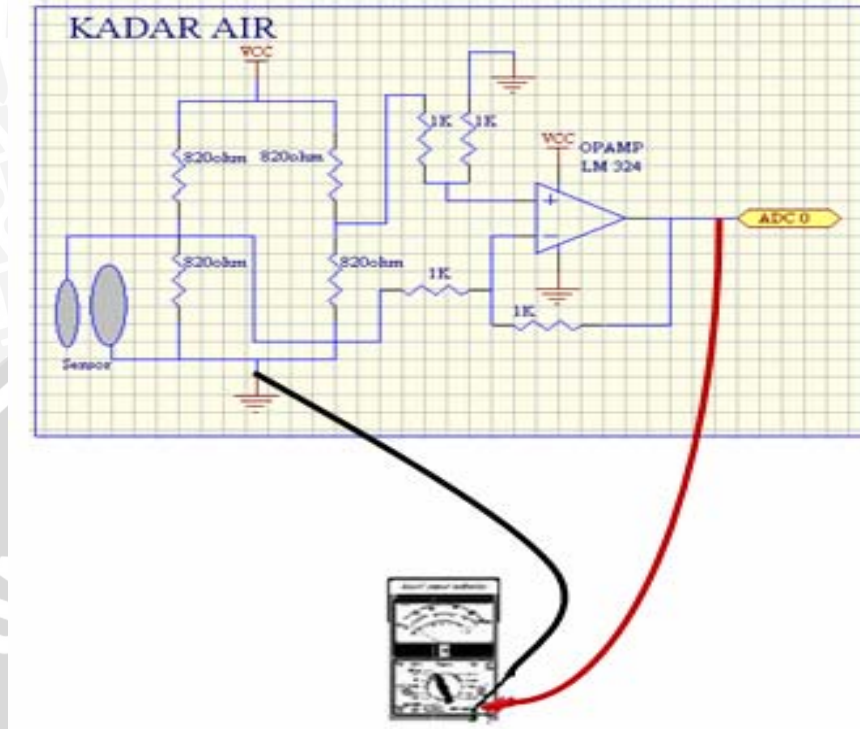 KADAR AIR
VCC
1K 1K
820ohm 820ohm
VCC OPAMP
LM 324
ADC 0
820ohm 820ohm
1K
1K
Sensor